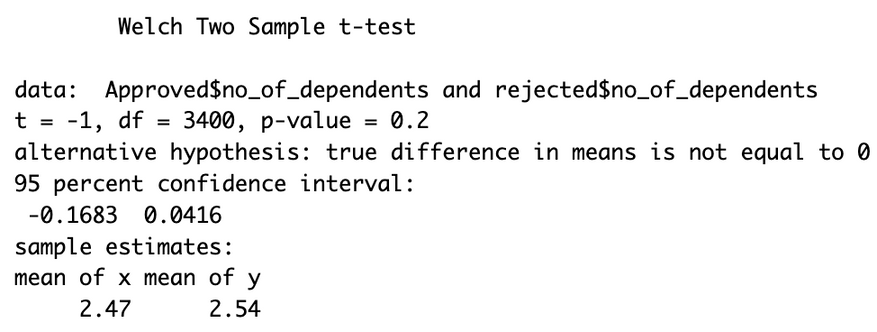 Welch Two Sample t-test
data:  Approved$no_of_dependents and rejected$no_of_dependents
t = -1, df = 3400, p-value = 0.2
alternative hypothesis: true difference in means is not equal to 0
95 percent confidence interval:
 -0.1683  0.0416
sample estimates:
mean of x mean of y
     2.47      2.54